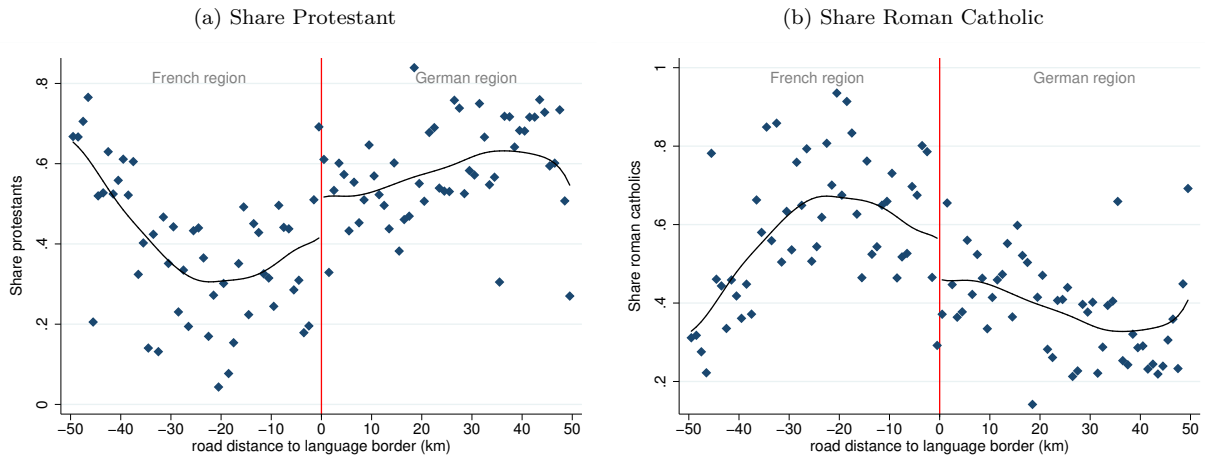 (a) Share Protestant
French region
German region
Share protestants
.8
.6
.4
.2
0
−50 −40 −30 −20 −10 0 10 20 30 40 50
road distance to language border (km)
(b) Share Roman Catholic
French region
German region
Share roman catholics
1
.8
.6
.4
.2
−50 −40 −30 −20 −10 0 10 20 30 40 50
road distance to language border (km)